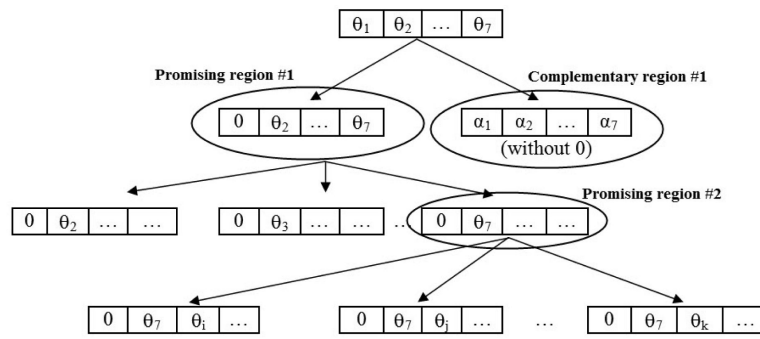 θ1 θ2 … θ7
Promising region #1
Complementary region #1
0 θ2 … θ7
α1 α2 … α7
(without 0)
Promising region #2
0 θ2 … …
0 θ3 … …
…
0 θ7 … …
0 θ7 θi …
0 θ7 θj …
…
0 θ7 θk …